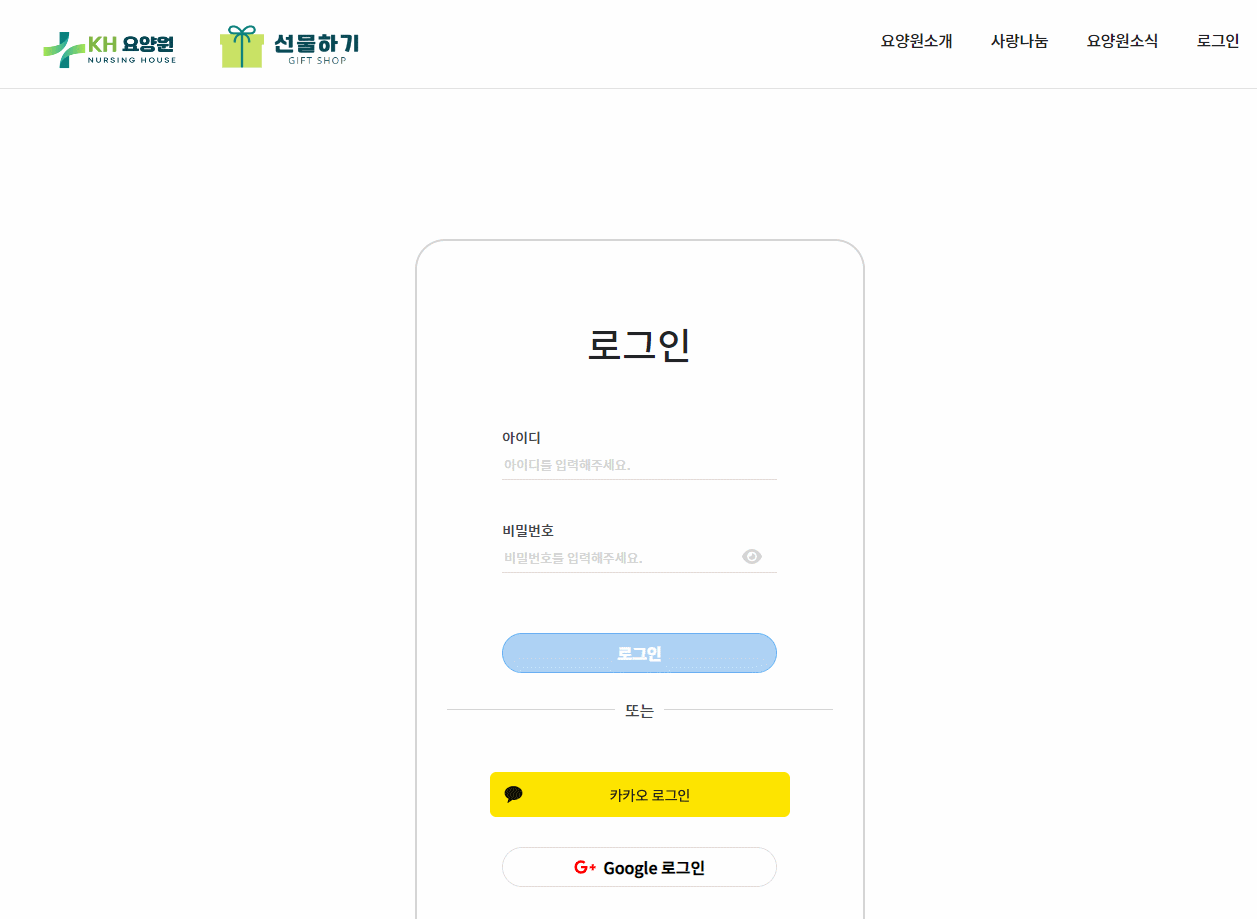 KH 요양원
NURSING HOUSE
선물하기
GIFT SHOP
요양원소개 사랑나눔 요양원소식 로그인
로그인
아이디
아이디를 입력해주세요.
비밀번호
비밀번호를 입력해주세요.
로그인
또는
카카오 로그인
G+ Google 로그인